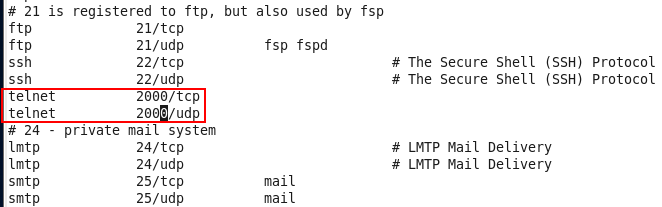 # 21 is registered to ftp, but also used by fsp
ftp 21/tcp
ftp 21/udp fsp fspd
ssh 22/tcp # The Secure Shell (SSH) Protocol
ssh 22/udp # The Secure Shell (SSH) Protocol
telnet 2000/tcp
telnet 2000/udp
# 24 - private mail system
lmtp 24/tcp # LMTP Mail Delivery
lmtp 24/udp # LMTP Mail Delivery
smtp 25/tcp mail
smtp 25/udp mail